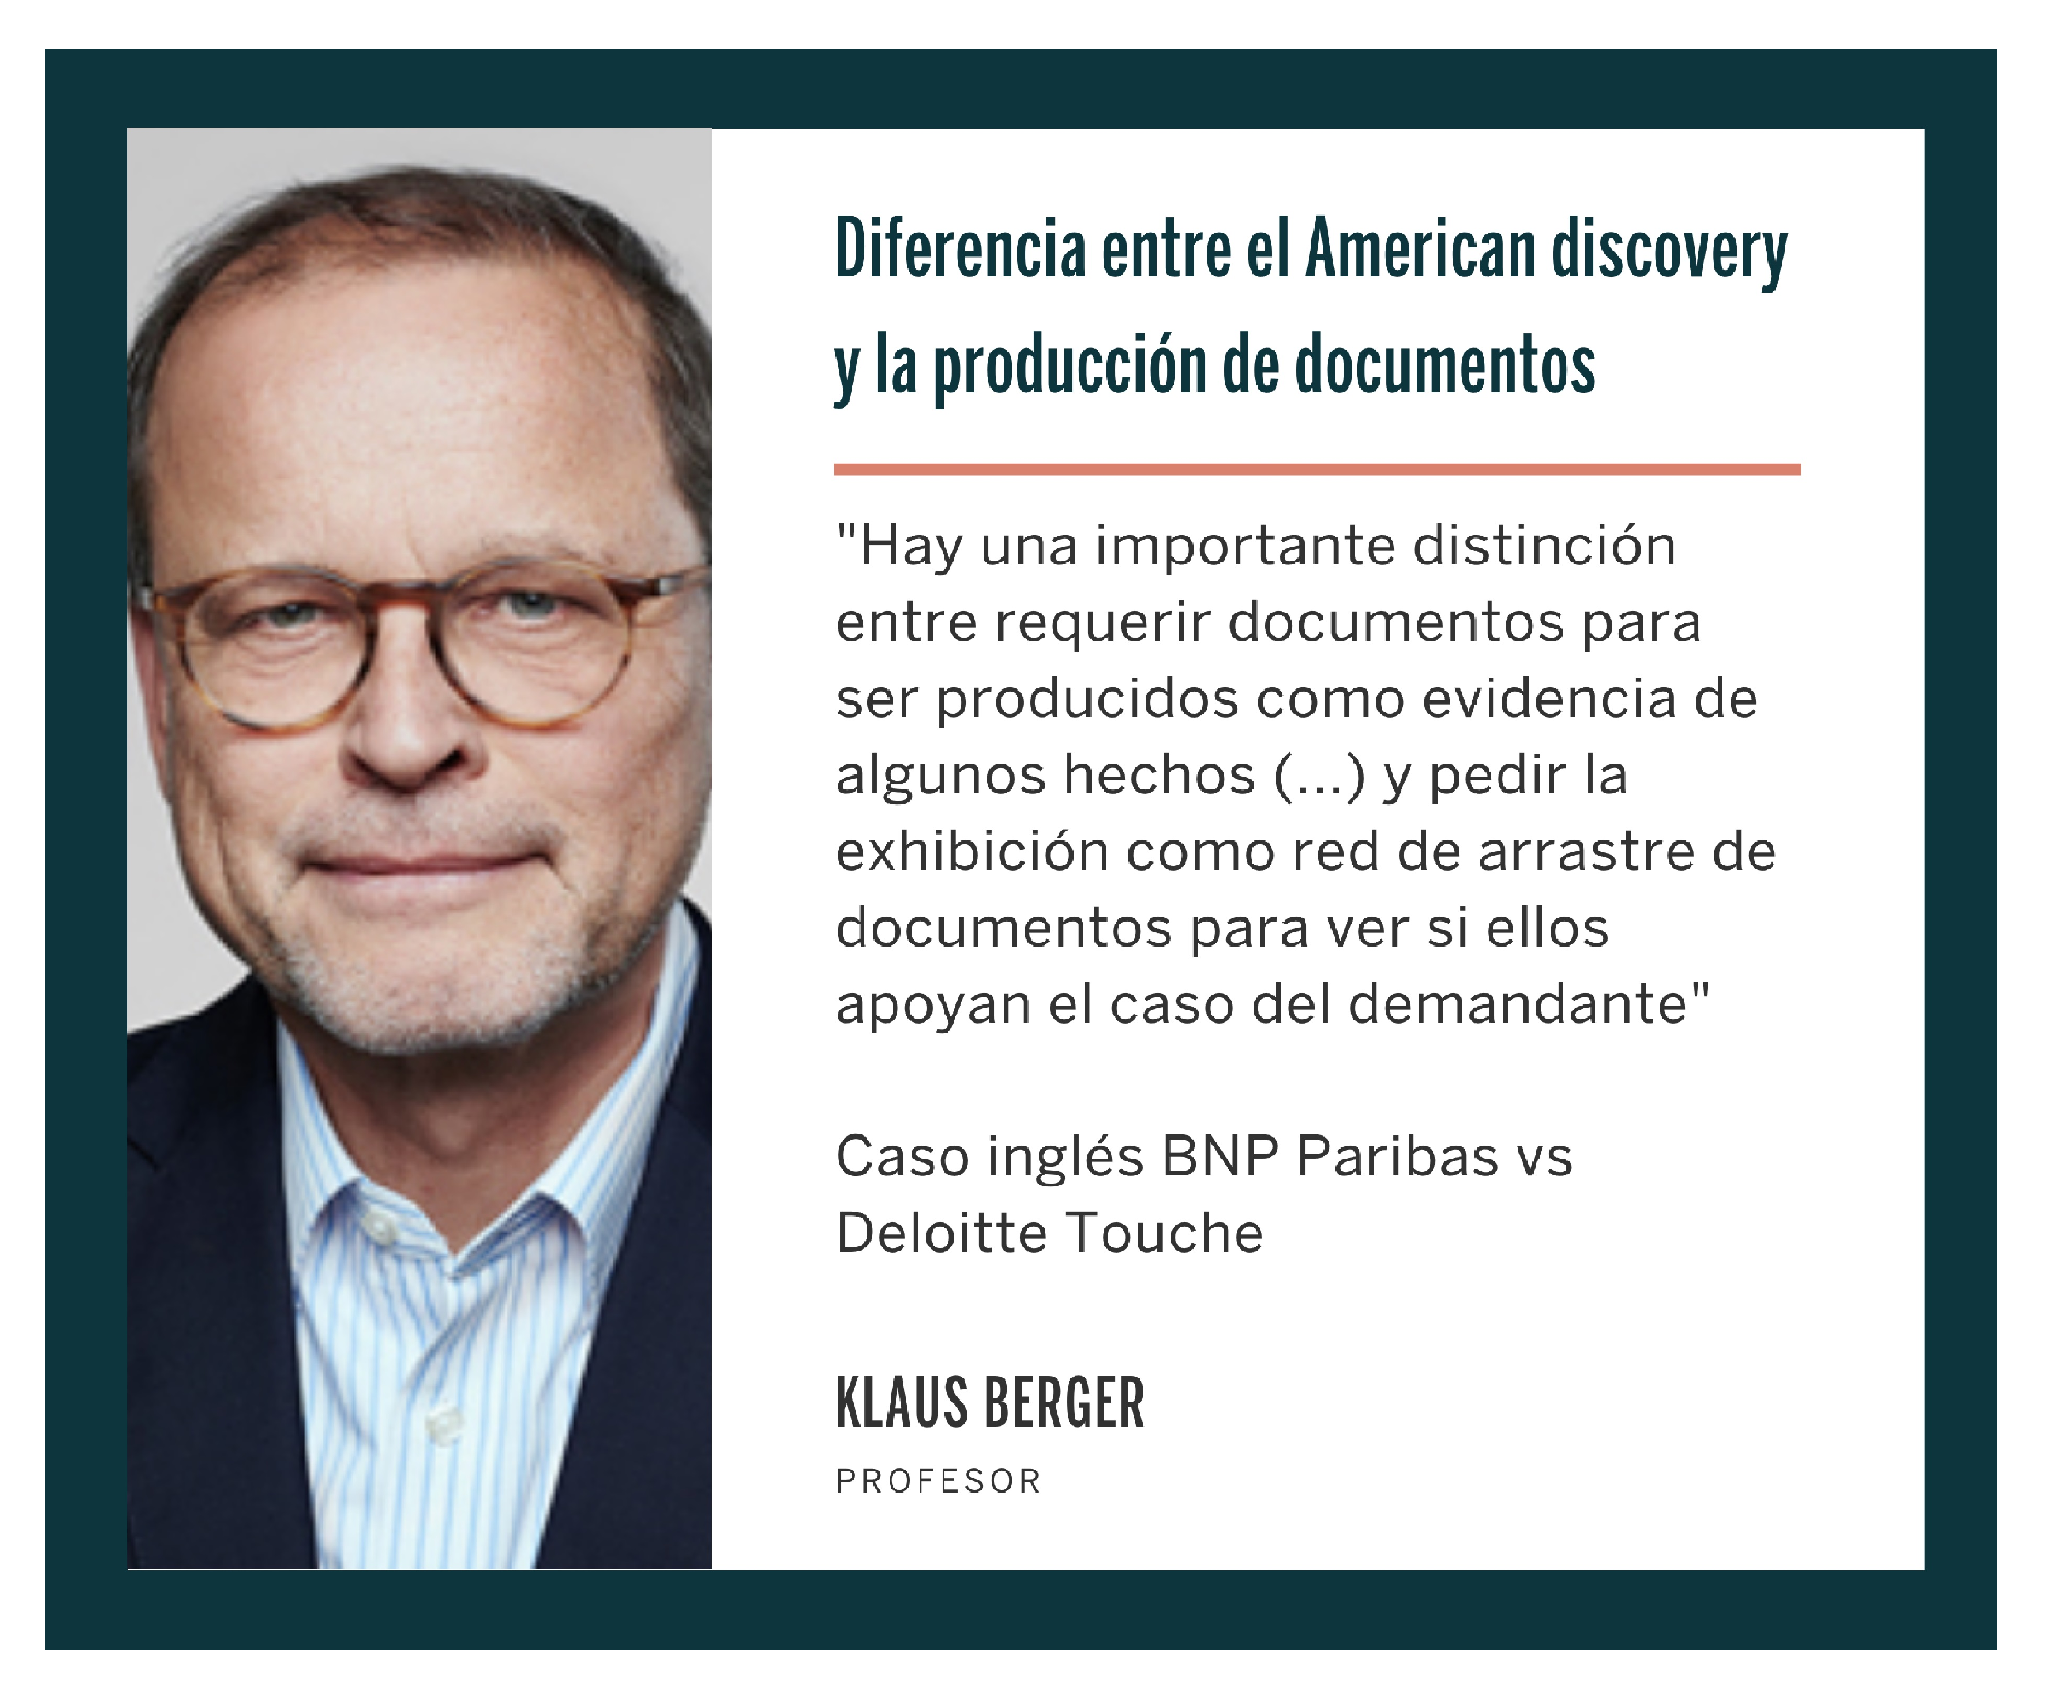 Diferencia entre el American discovery
y la producción de documentos
"Hay una importante distinción
entre requerir documentos para
ser producidos como evidencia de
algunos hechos (...) y pedir la
exhibición como red de arrastre de
documentos para ver si ellos
apoyan el caso del demandante"
Caso inglés BNP Paribas vs
Deloitte Touche
KLAUS BERGER
PROFESOR